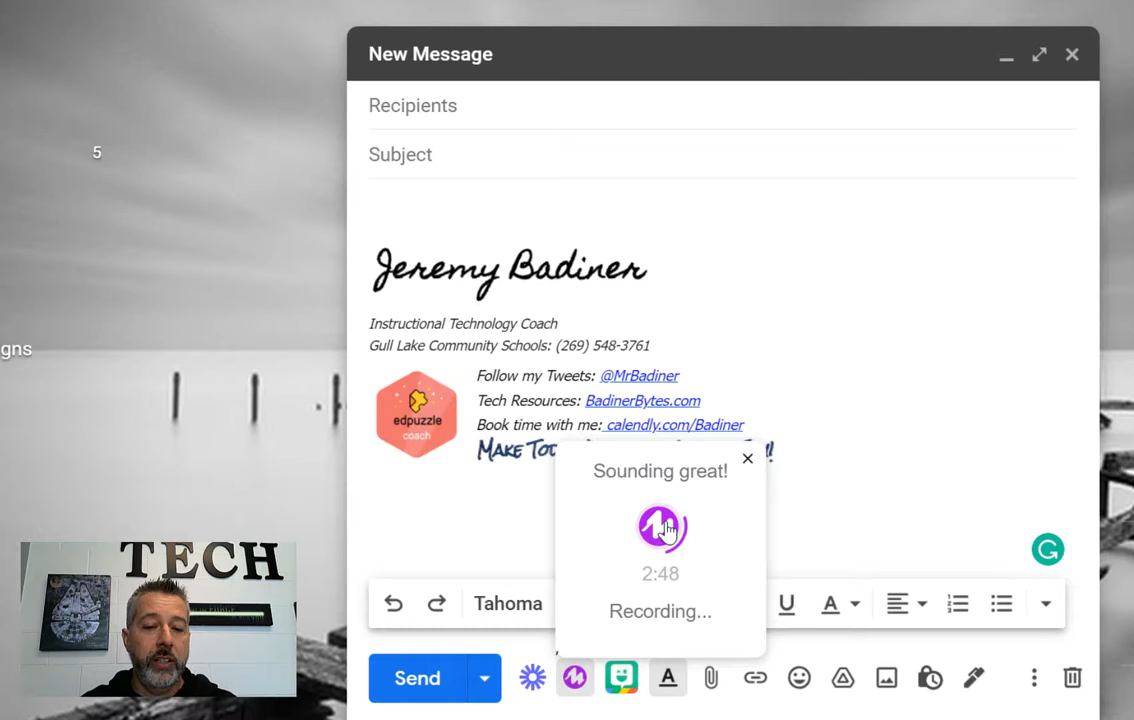 New Message
Recipients
5
Subject
Jeremy Badiner
Instructional Technology Coach
gns
Gull Lake Community Schools: (269) 548-3761
Follow my Tweets: @MrBadiner
Tech Resources: BadinerBytes.com
edpuzzle
coach
Book time with me: calendly.com/Badiner
Make
Sounding great!
2:48
Recording...
Tahoma
U
A
TECH
Send
A